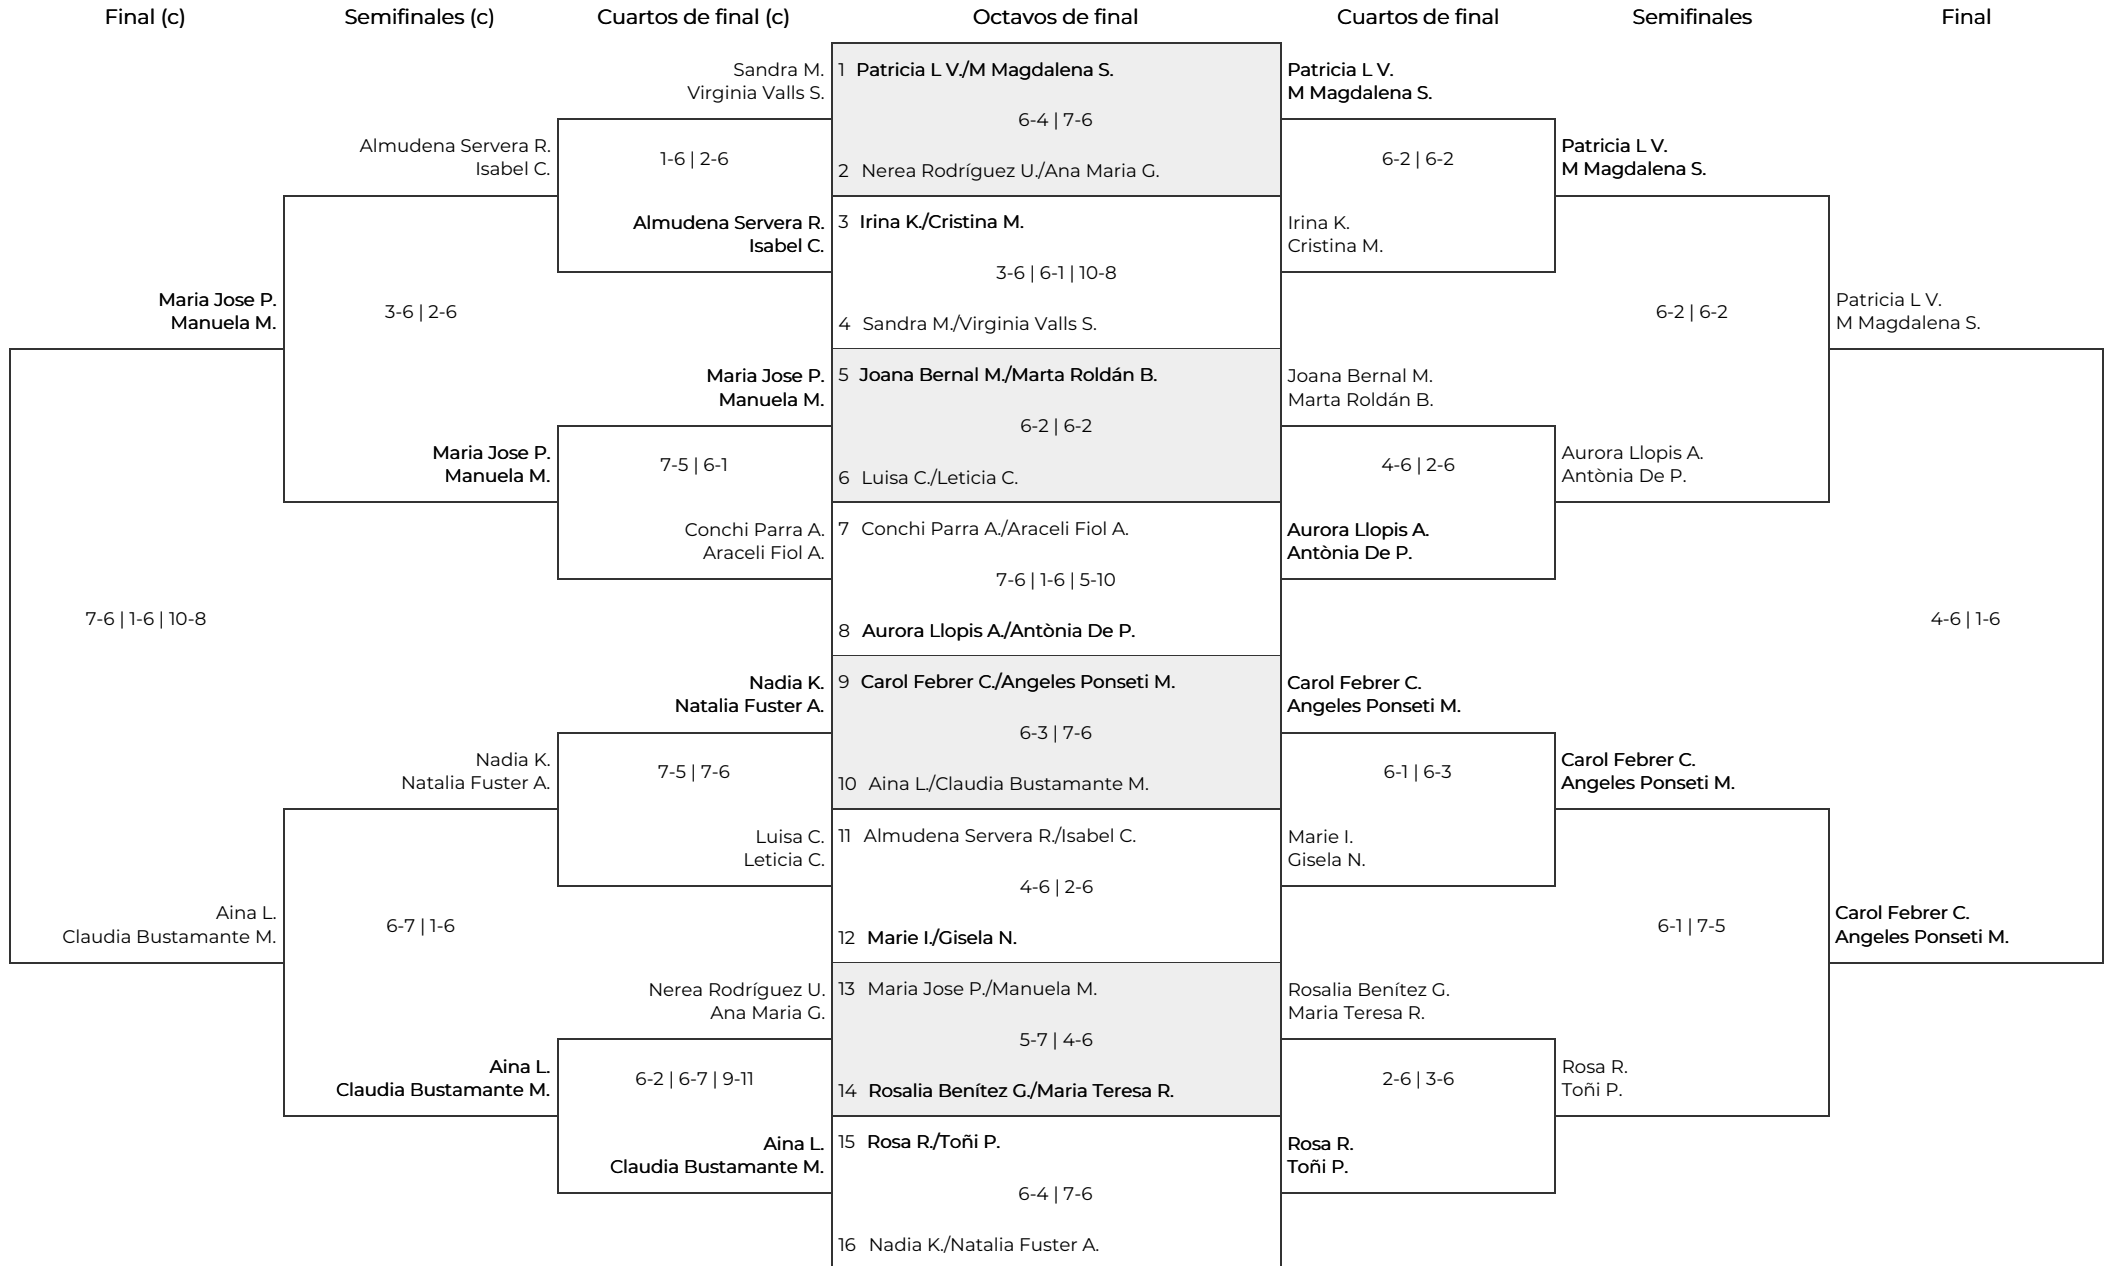 Final (c)
Semifinales (c)
Cuartos de final (c)
Octavos de final
Cuartos de final
Semifinales
Final
Maria Jose P.
Manuela M.
7-6 | 1-6 | 10-8
Aina L.
Claudia Bustamante M.
Almudena Servera R.
Isabel C.
3-6 | 2-6
Maria Jose P.
Manuela M.
Nadia K.
Natalia Fuster A.
6-7 | 1-6
Aina L.
Claudia Bustamante M.
Sandra M.
Virginia Valls S.
1-6 | 2-6
Almudena Servera R.
Isabel C.
Maria Jose P.
Manuela M.
7-5 | 6-1
Conchi Parra A.
Araceli Fiol A.
Nadia K.
Natalia Fuster A.
7-5 | 7-6
Luisa C.
Leticia C.
Nerea Rodríguez U.
Ana Maria G.
6-2 | 6-7 | 9-11
Aina L.
Claudia Bustamante M.
1 Patricia L V./M Magdalena S.
6-4 | 7-6
2 Nerea Rodríguez U./Ana Maria G.
3 Irina K./Cristina M.
3-6 | 6-1 | 10-8
4 Sandra M./Virginia Valls S.
5 Joana Bernal M./Marta Roldán B.
6-2 | 6-2
6 Luisa C./Leticia C.
7 Conchi Parra A./Araceli Fiol A.
7-6 | 1-6 | 5-10
8 Aurora Llopis A./Antònia De P.
9 Carol Febrer C./Angeles Ponseti M.
6-3 | 7-6
10 Aina L./Claudia Bustamante M.
11 Almudena Servera R./Isabel C.
4-6 | 2-6
12 Marie I./Gisela N.
13 Maria Jose P./Manuela M.
5-7 | 4-6
14 Rosalia Benítez G./Maria Teresa R.
15 Rosa R./Toñi P.
6-4 | 7-6
16 Nadia K./Natalia Fuster A.
Patricia L V.
M Magdalena S.
6-2 | 6-2
Irina K.
Cristina M.
Joana Bernal M.
Marta Roldán B.
4-6 | 2-6
Aurora Llopis A.
Antònia De P.
Carol Febrer C.
Angeles Ponseti M.
6-1 | 6-3
Marie I.
Gisela N.
Rosalia Benítez G.
Maria Teresa R.
2-6 | 3-6
Rosa R.
Toñi P.
Patricia L V.
M Magdalena S.
6-2 | 6-2
Aurora Llopis A.
Antònia De P.
Carol Febrer C.
Angeles Ponseti M.
6-1 | 7-5
Rosa R.
Toñi P.
Patricia L V.
M Magdalena S.
4-6 | 1-6
Carol Febrer C.
Angeles Ponseti M.